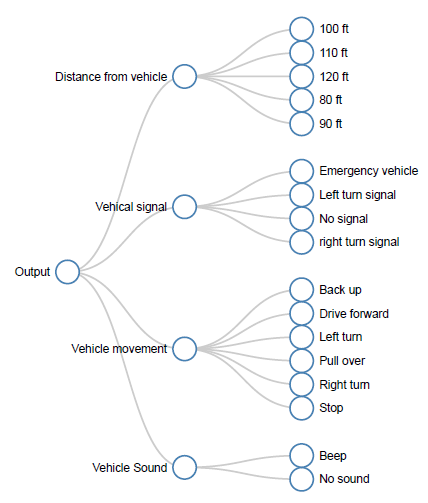 100 ft
110 ft
Distance from vehicle
120 ft
80 ft
90 ft
Emergency vehicle
Left turn signal
Vehical signal
No signal
right turn signal
Output
Back up
Drive forward
Left turn
Vehicle movement
Pull over
Right turn
Stop
Beep
Vehicle Sound
No sound